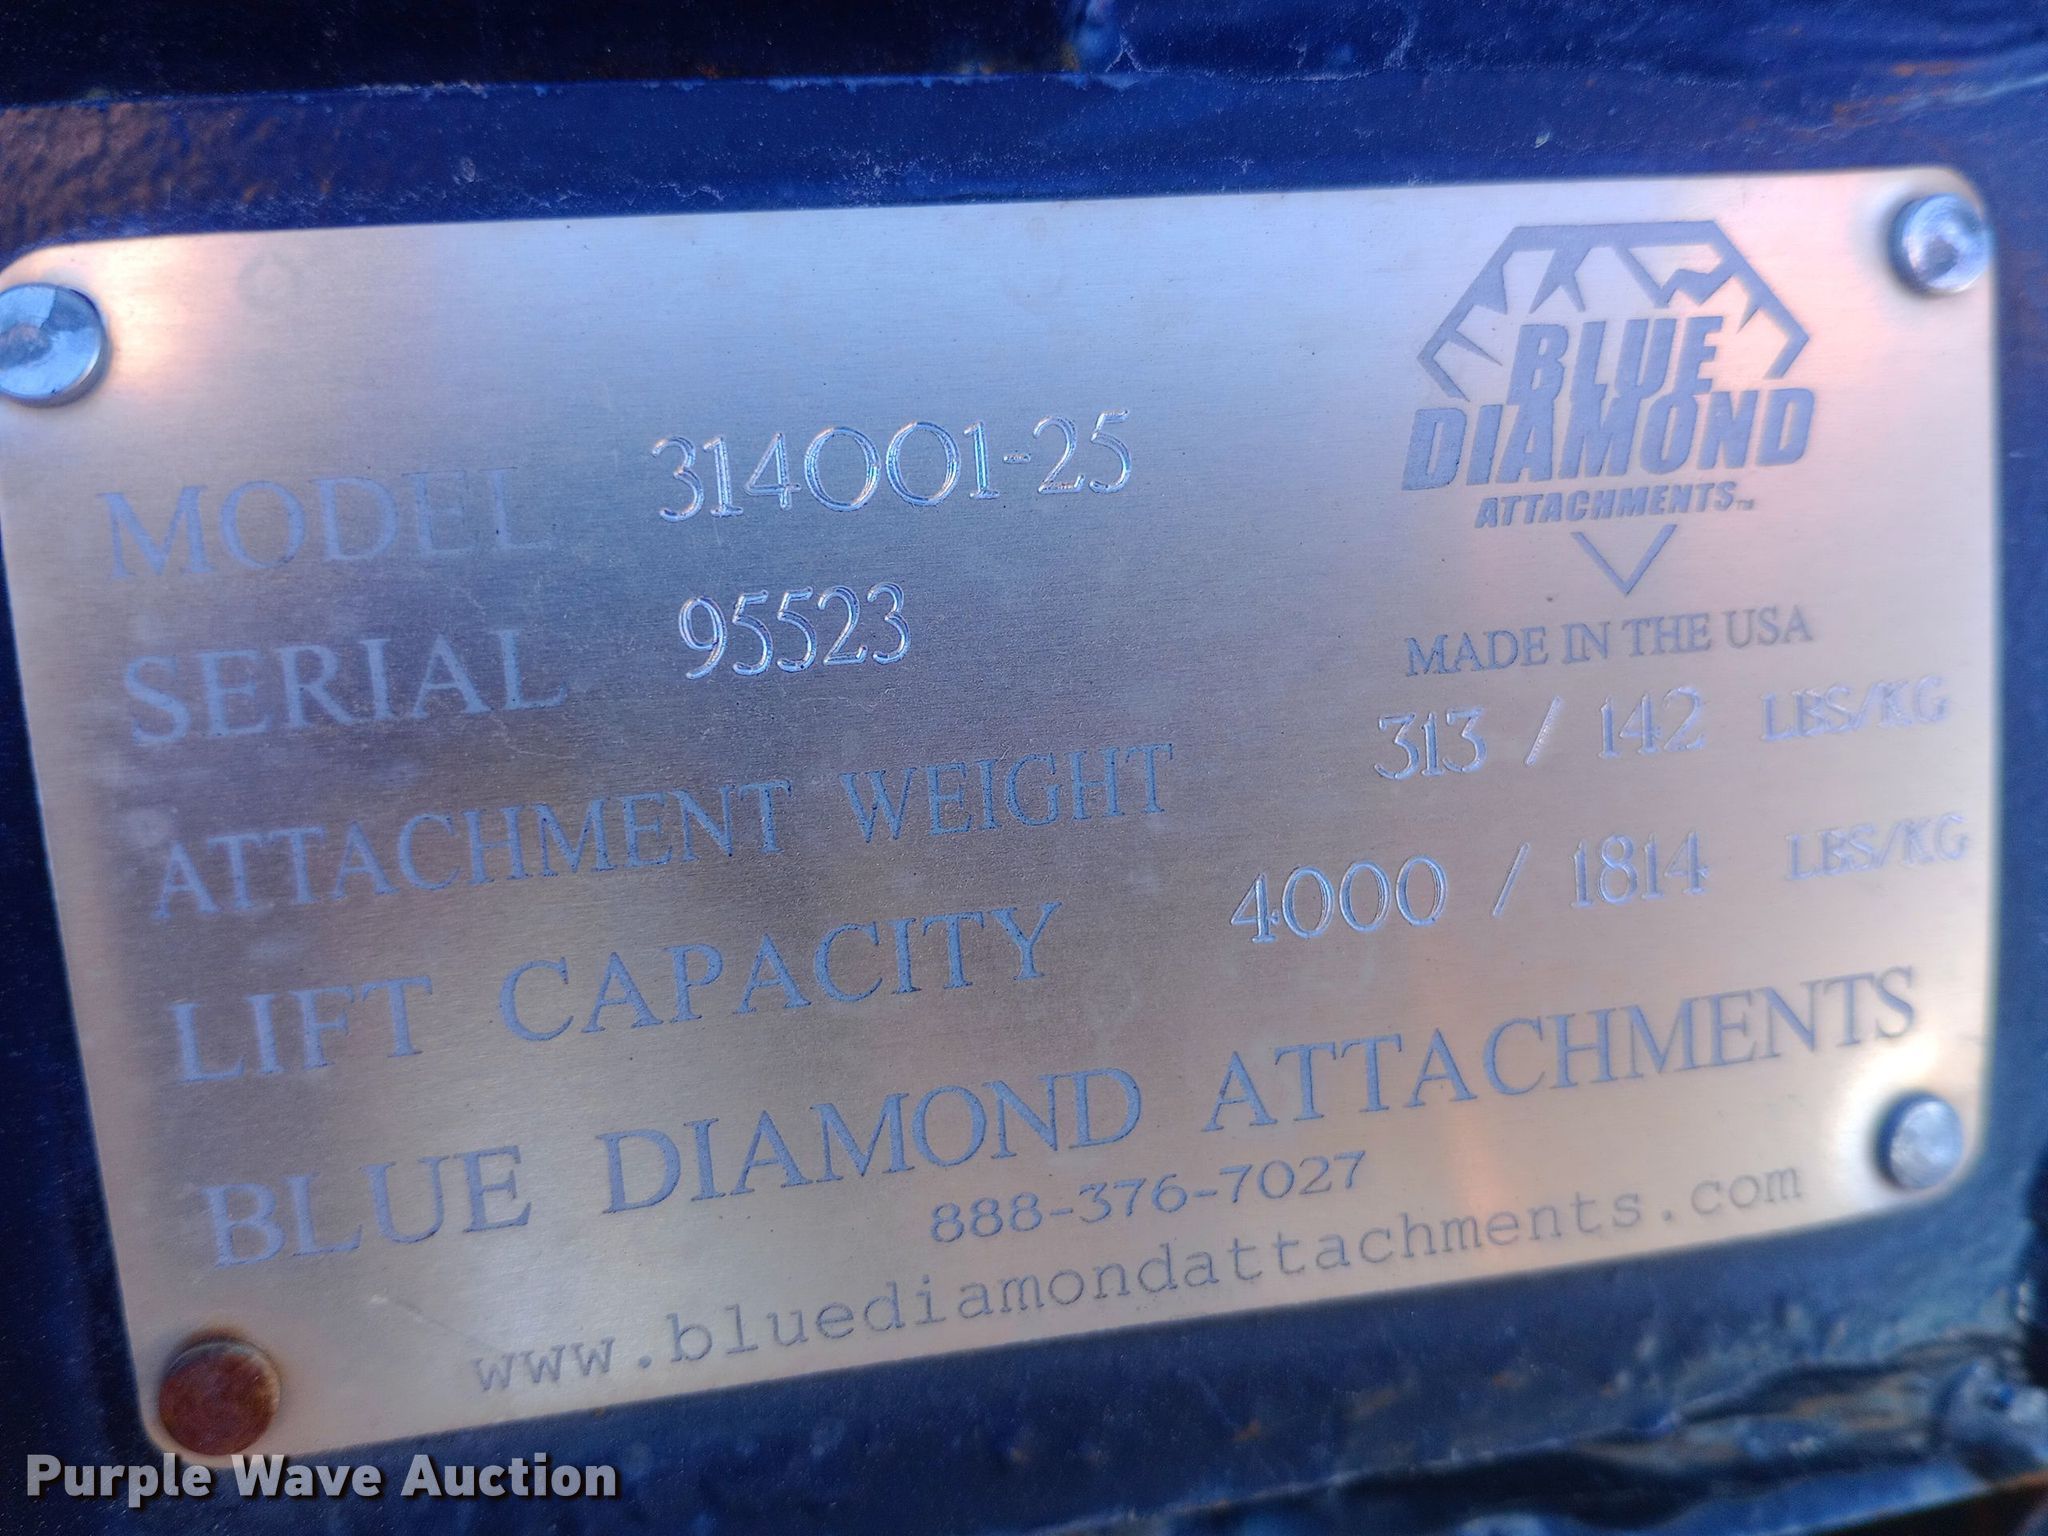 BLUE
DIAMOND
ATTACHMENTS™
MADE IN THE USA
MODEL 314001-25
SERIAL 95523
ATTACHMENT WEIGHT 313 / 142 LBS/KG
LIFT CAPACITY 4000 / 1814 LBS/KG
BLUE DIAMOND ATTACHMENTS
888-376-7027
www.bluediamondattachments.com
Purple Wave Auction